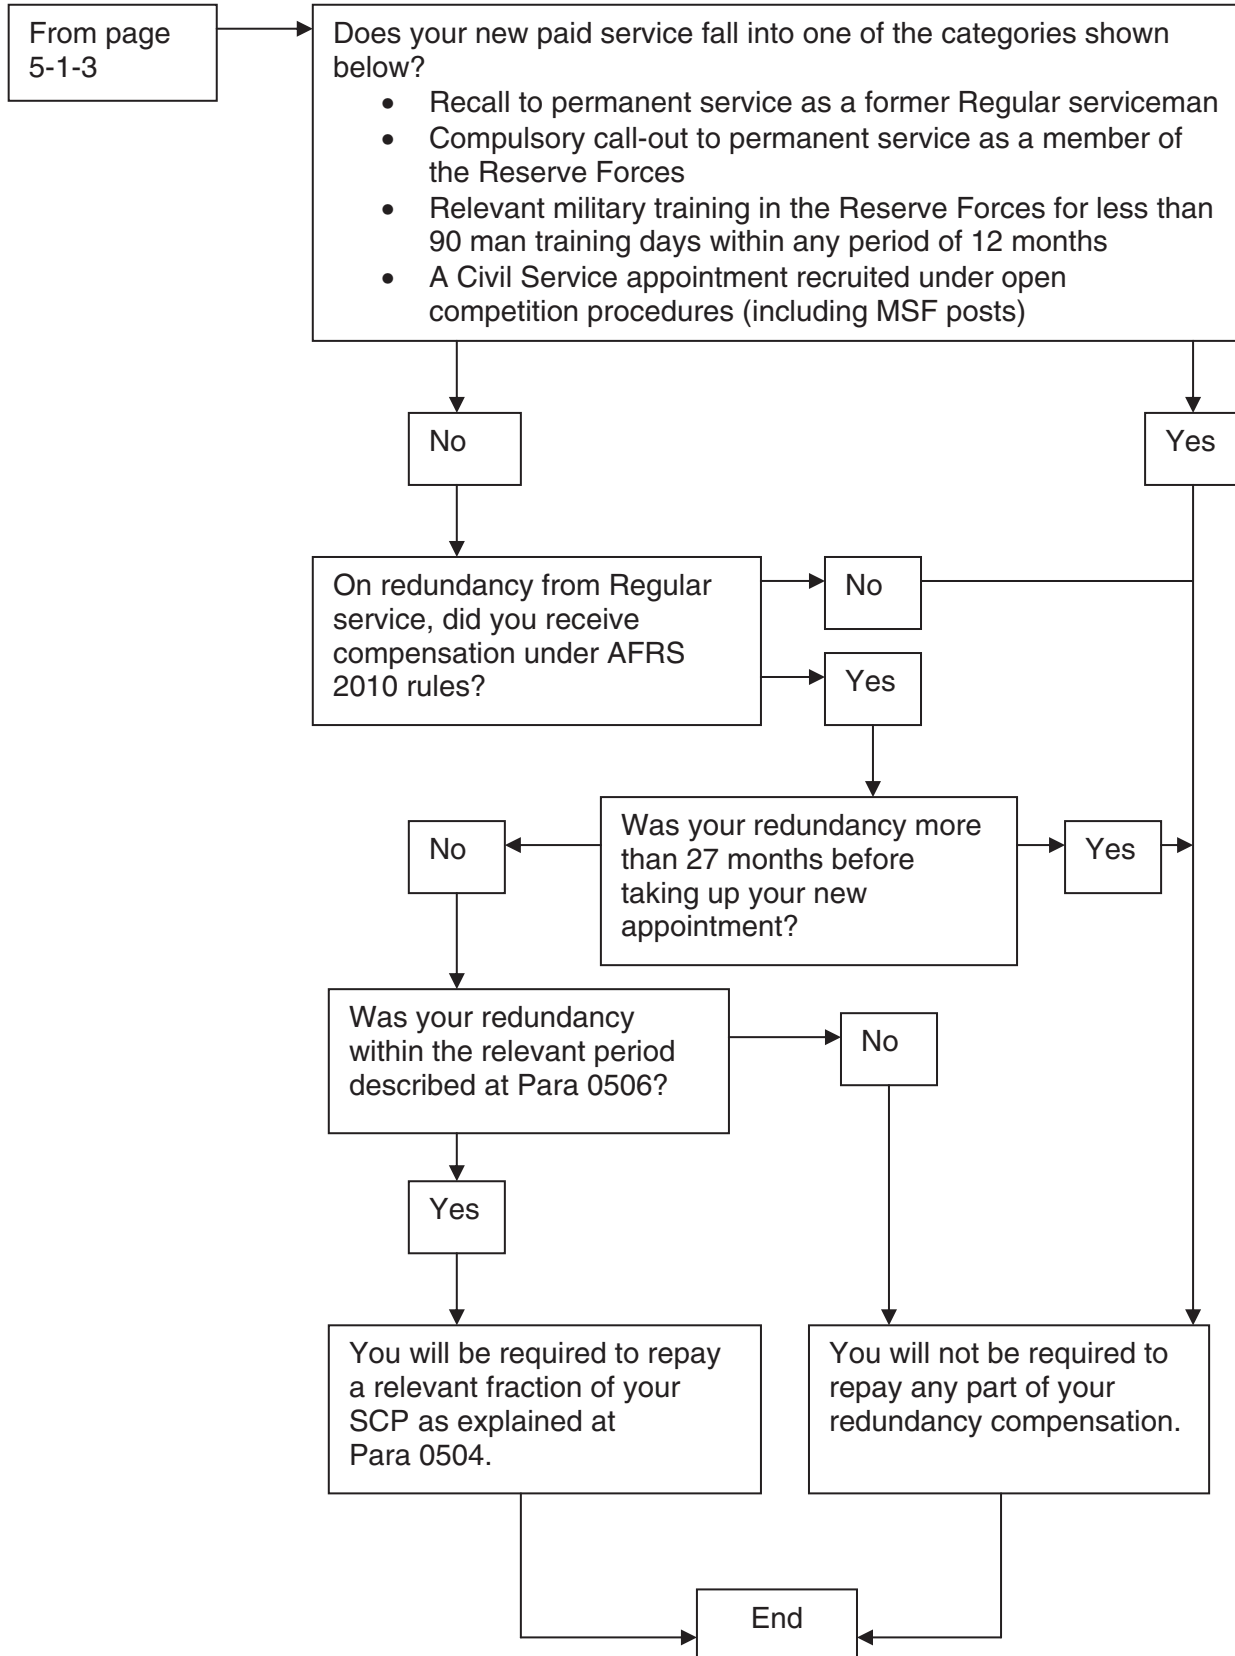 From page
5-1-3
Does your new paid service fall into one of the categories shown
below?
• Recall to permanent service as a former Regular serviceman
• Compulsory call-out to permanent service as a member of
the Reserve Forces
• Relevant military training in the Reserve Forces for less than
90 man training days within any period of 12 months
• A Civil Service appointment recruited under open
competition procedures (including MSF posts)
No
Yes
On redundancy from Regular
service, did you receive
compensation under AFRS
2010 rules?
No
Yes
Was your redundancy more
than 27 months before
taking up your new
appointment?
No
Yes
Was your redundancy
within the relevant period
described at Para 0506?
No
Yes
You will be required to repay
a relevant fraction of your
SCP as explained at
Para 0504.
You will not be required to
repay any part of your
redundancy compensation.
End